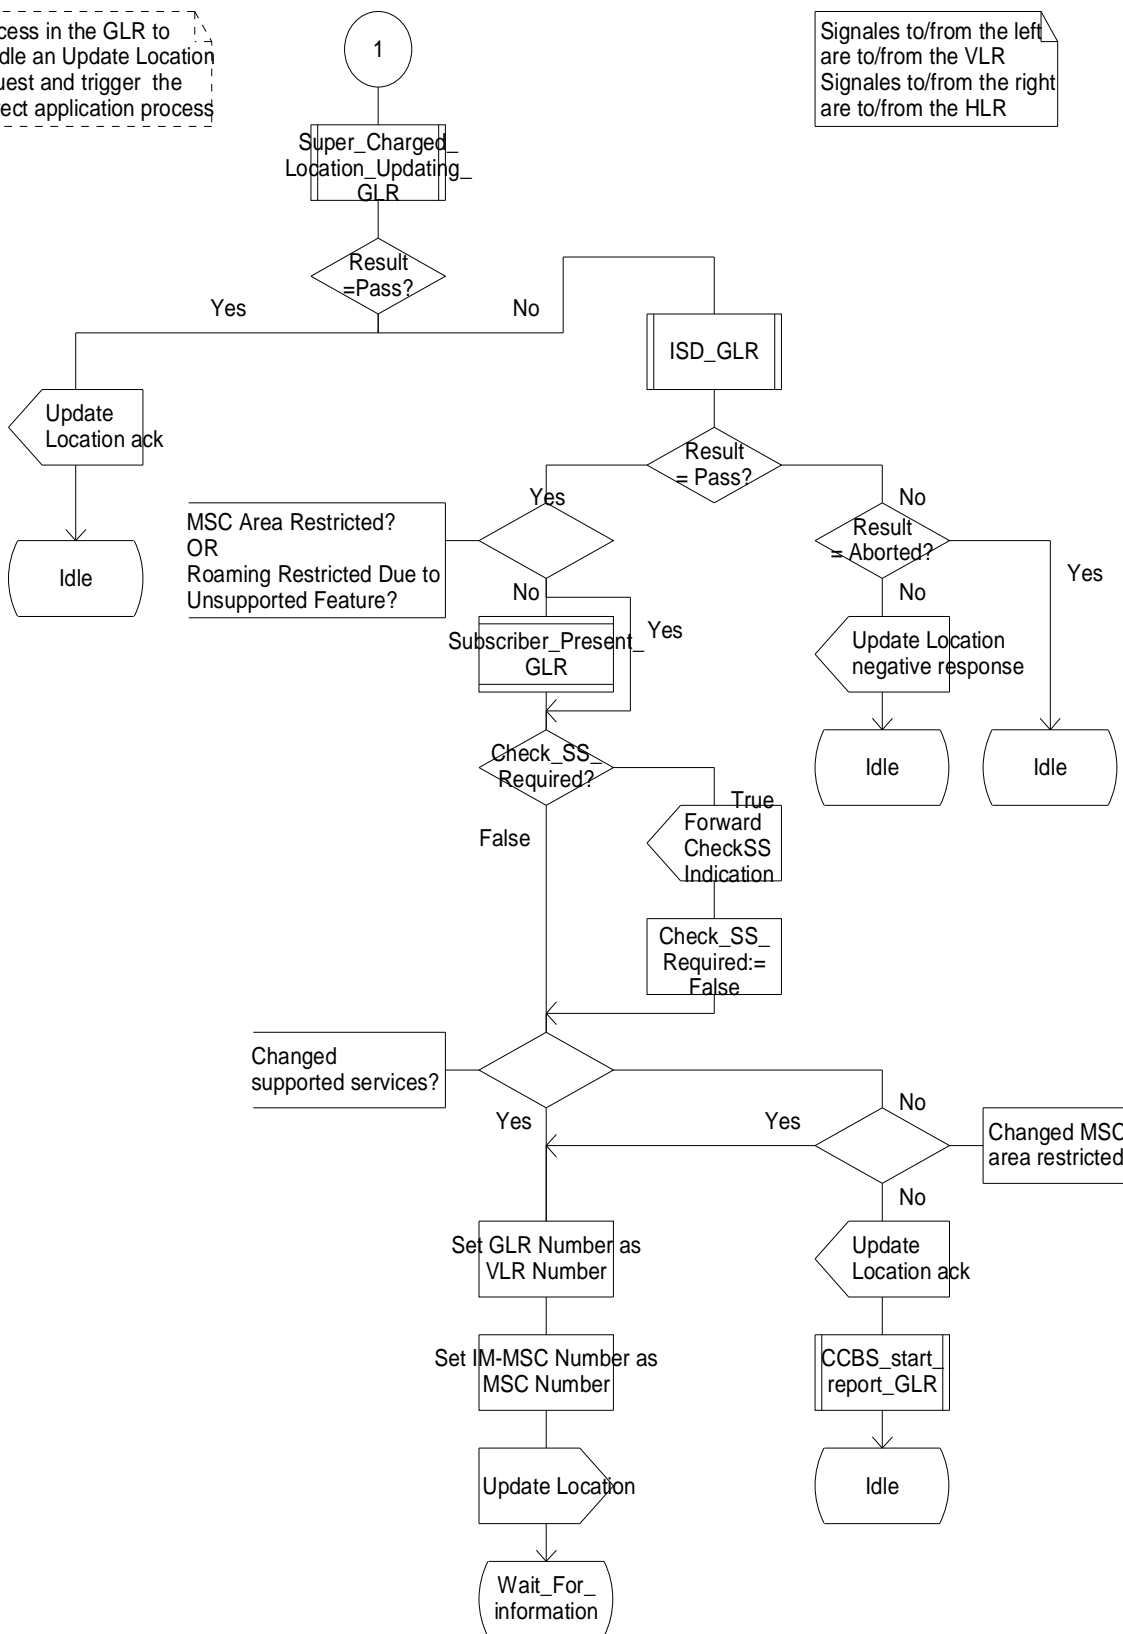 cess in the GLR to
dle an Update Location
uest and trigger the
rect application process
1
Signales to/from the left
are to/from the VLR
Signales to/from the right
are to/from the HLR
Super_Charged_
Location_Updating_
GLR
Result
=Pass?
Yes
No
ISD_GLR
Update
Location ack
Result
= Pass?
Yes
No
MSC Area Restricted?
OR
Roaming Restricted Due to
Unsupported Feature?
Result
= Aborted?
Idle
Yes
No
No
Subscriber_Present_
GLR
Yes
Update Location
negative response
Check_SS_
Required?
Idle
Idle
True
False
Forward
CheckSS
Indication
Check_SS_
Required:=
False
Changed
supported services?
Yes
No
Yes
Changed MSC
area restricted
No
Set GLR Number as
VLR Number
Update
Location ack
Set IM-MSC Number as
MSC Number
CCBS_start_
report_GLR
Update Location
Idle
Wait_For_
information